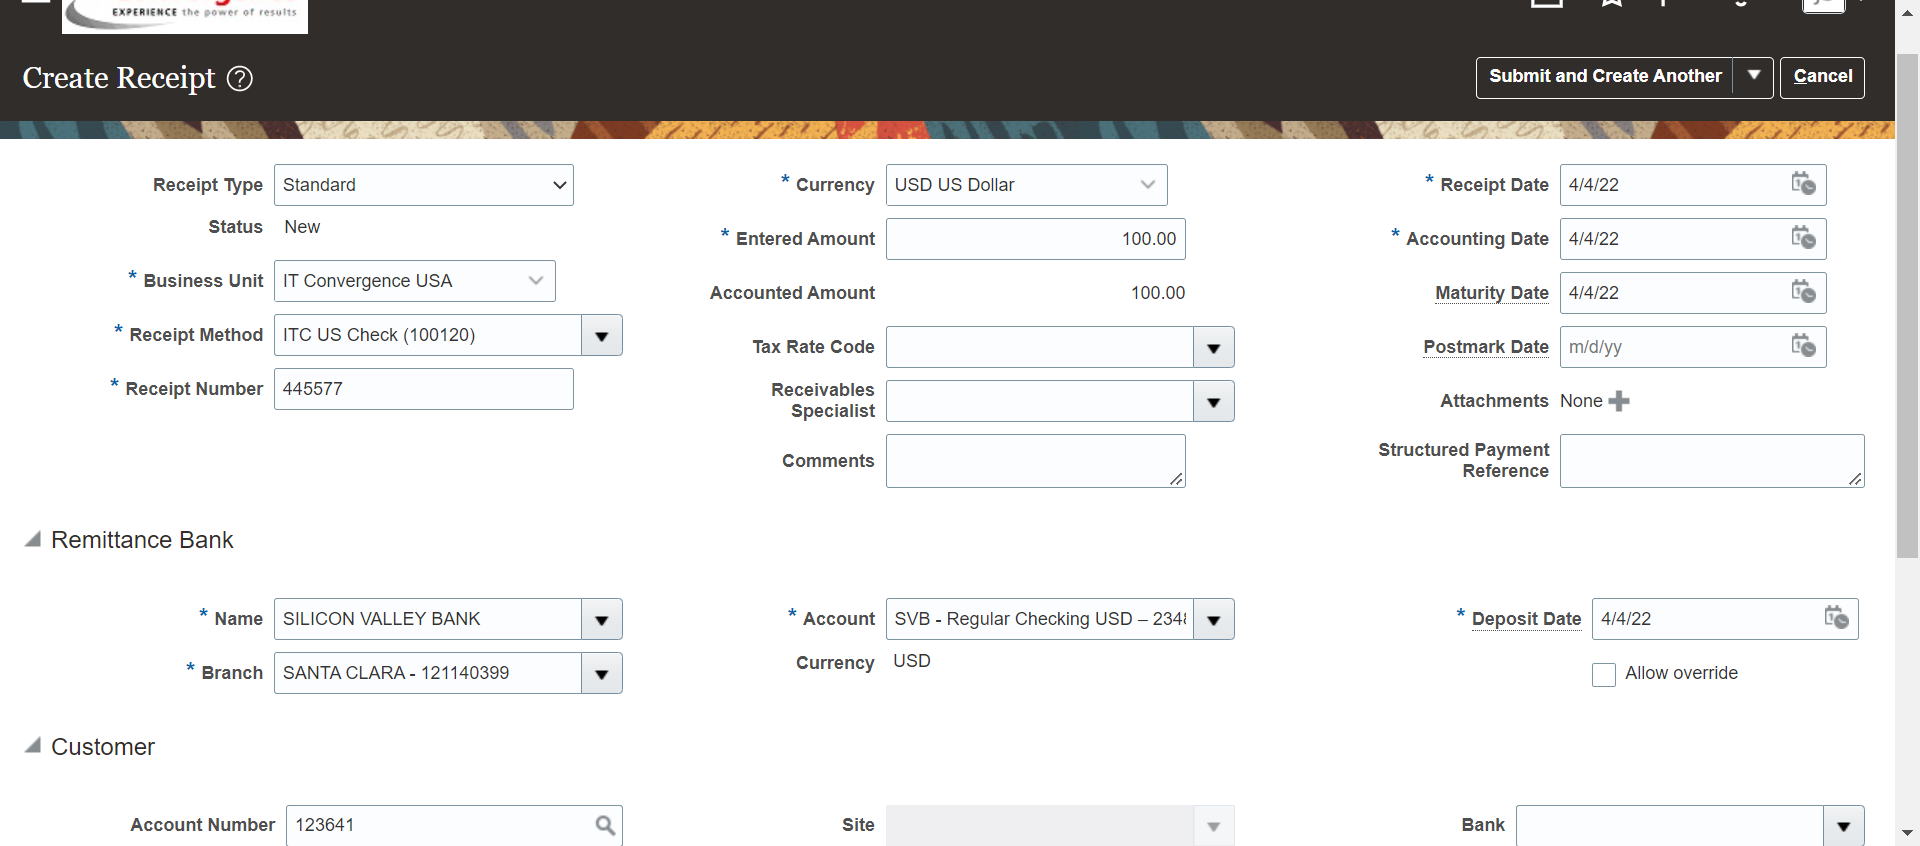 EXPERIENCE the power of results
Create Receipt ?
Submit and Create Another
Cancel
Receipt Type Standard
* Currency USD US Dollar
* Receipt Date 4/4/22
Status New
* Entered Amount 100.00
* Accounting Date 4/4/22
* Business Unit IT Convergence USA
Accounted Amount 100.00
Maturity Date 4/4/22
* Receipt Method ITC US Check (100120)
Tax Rate Code
Postmark Date m/d/yy
* Receipt Number 445577
Receivables
Specialist
Attachments None
Comments
Structured Payment
Reference
Remittance Bank
* Name SILICON VALLEY BANK
* Account SVB - Regular Checking USD – 234
* Deposit Date 4/4/22
* Branch SANTA CLARA - 121140399
Currency USD
Allow override
Customer
Account Number 123641
Site
Bank